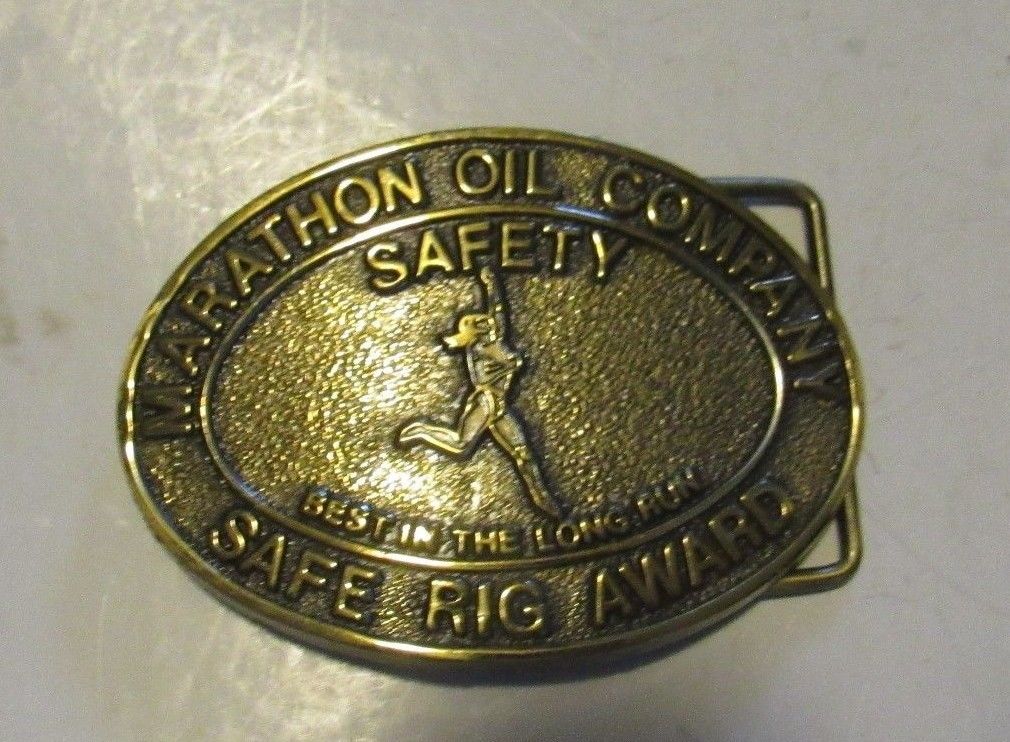 MARATHON OIL COMPANY
SAFETY
BEST IN THE LONG RUN
SAFE RIG AWARD